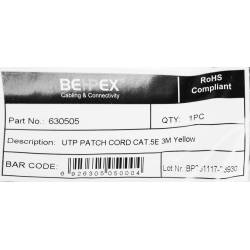 Cabling & Connectivity
RoHS
Compliant
Part No.: 630505
QTY: 1PC
Description: UTP PATCH CORD CAT.5E 3M Yellow
BAR CODE:
6926305050004
Lot Nr